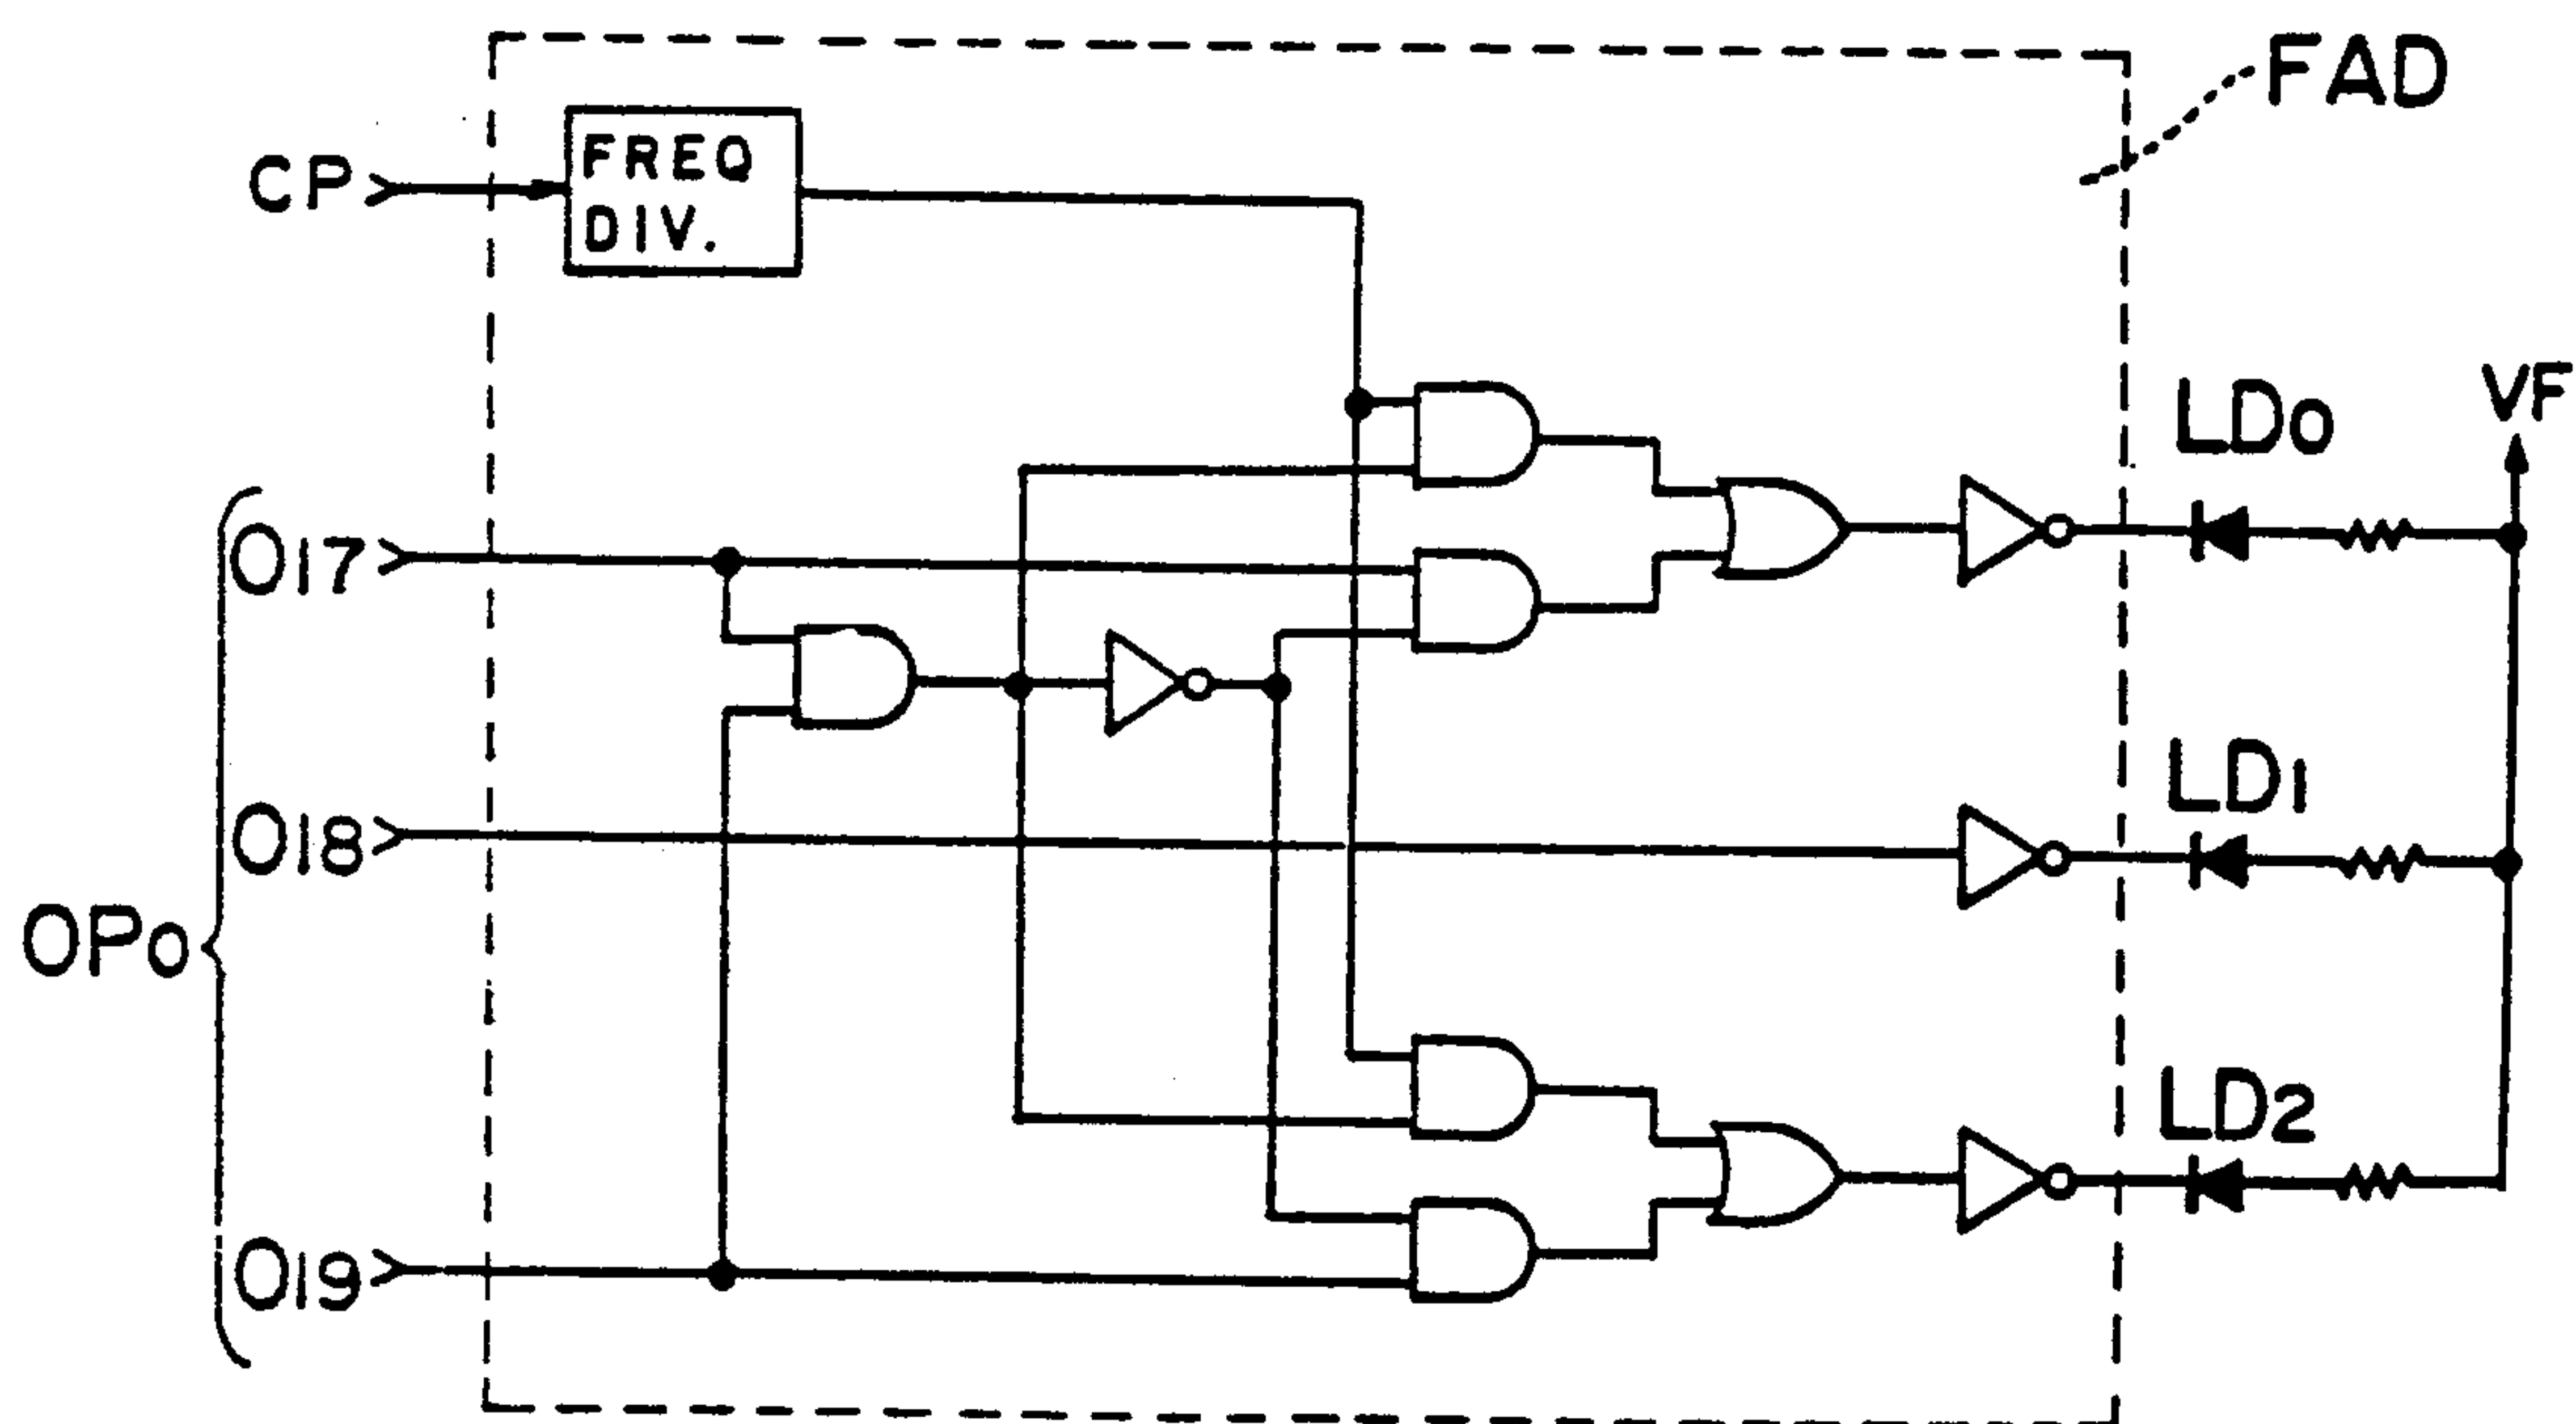 FAD
FREQ
DIV.
CP
VF
LD0
O17
LD1
O18
OP0
LD2
O19